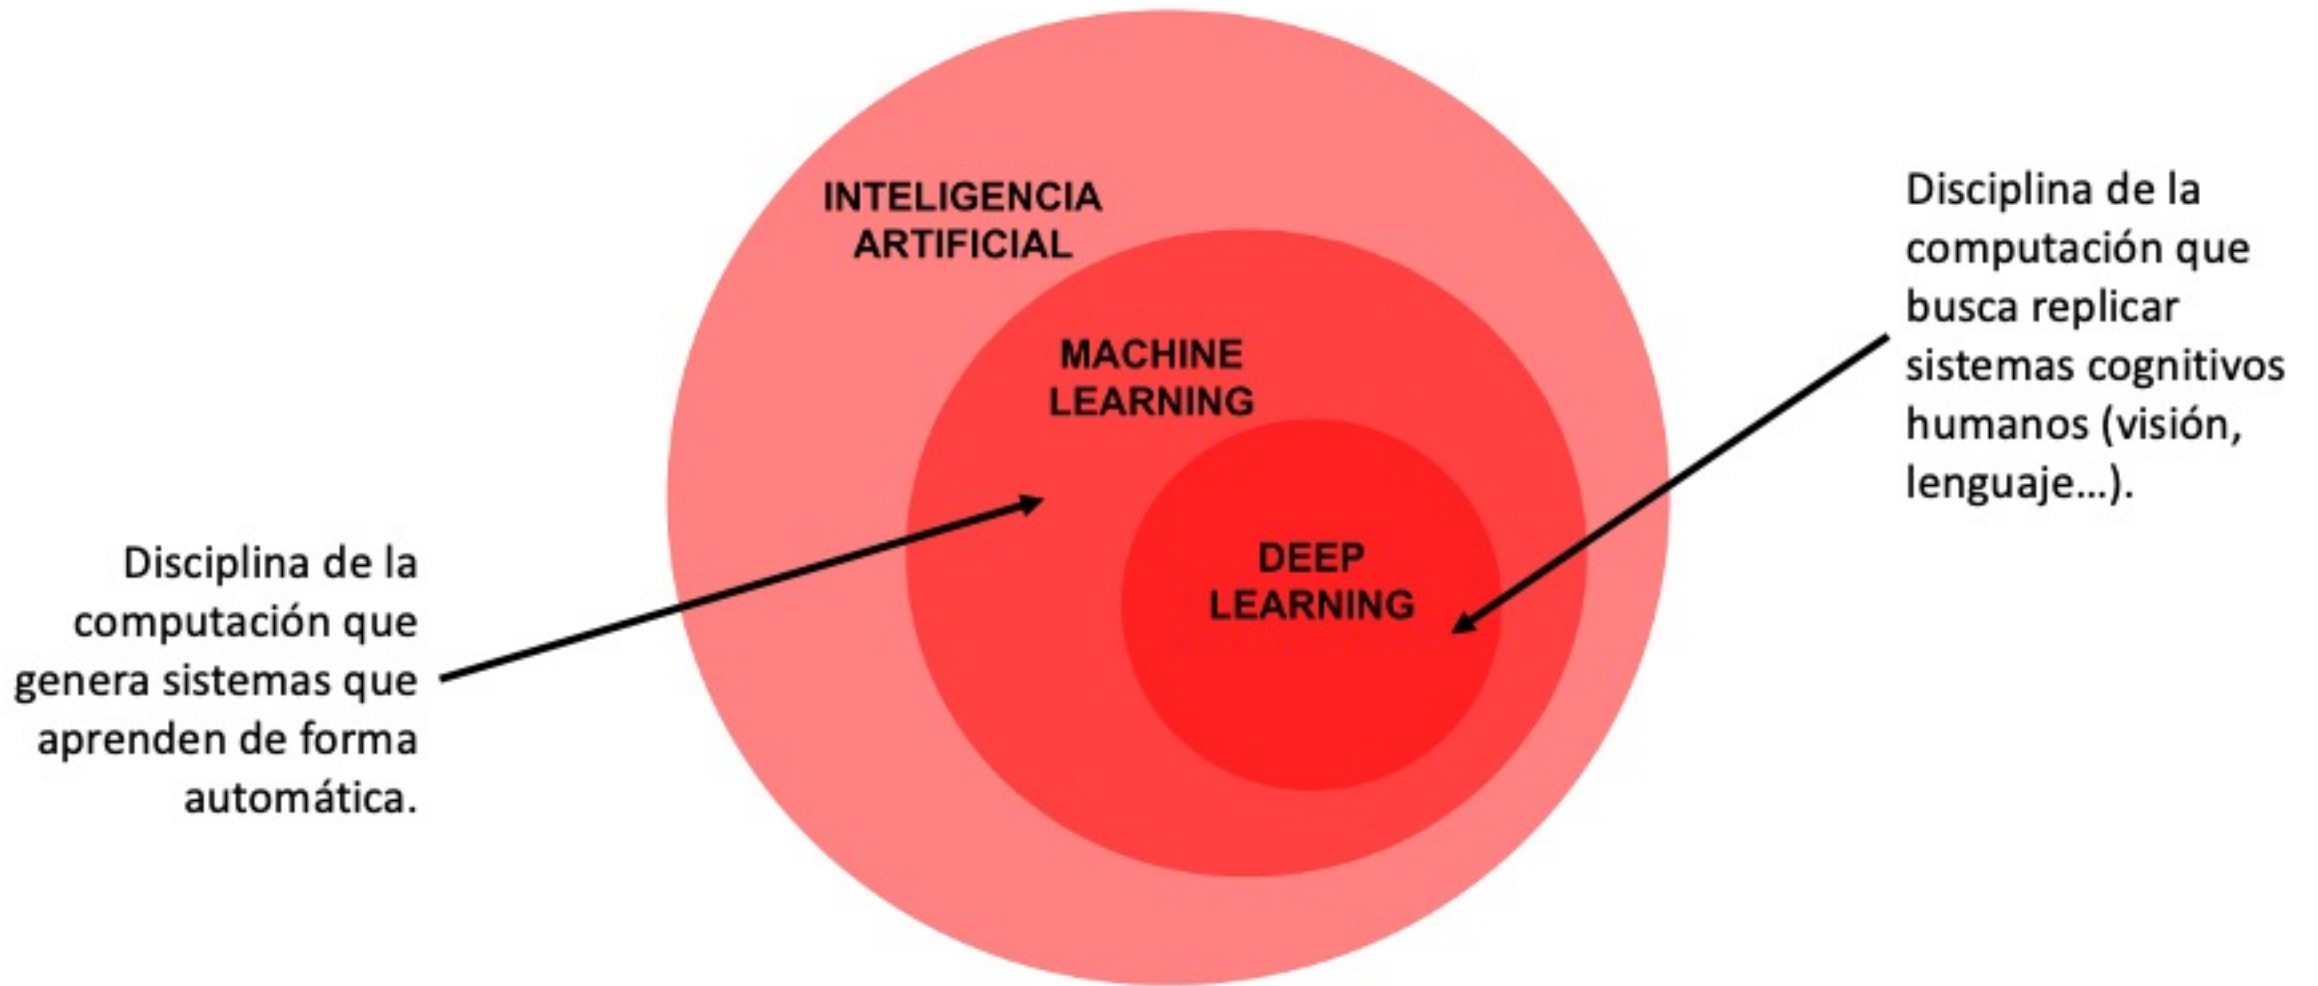 INTELIGENCIA
ARTIFICIAL
MACHINE
LEARNING
DEEP
LEARNING
Disciplina de la
computación que
genera sistemas que
aprenden de forma
automática.
Disciplina de la
computación que
busca replicar
sistemas cognitivos
humanos (visión,
lenguaje...).